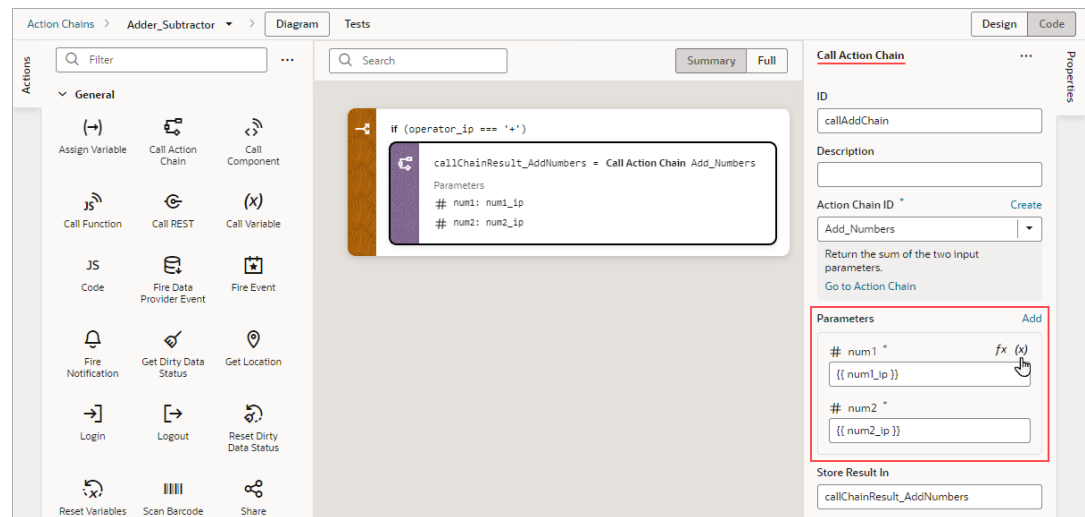 Action Chains > Adder_Subtractor > Diagram Tests Design Code
Actions
Filter
General
(→)
Assign Variable
Call Action
Chain
Call
Component
JS
Call Function
Call REST
(x)
Call Variable
JS
Code
Fire Data
Provider Event
Fire Event
Fire
Notification
Get Dirty Data
Status
Get Location
Login
Logout
Reset Dirty
Data Status
(x)
Reset Variables
Scan Barcode
Share
Search
Summary Full
if (operator_ip === '+')
callChainResult_AddNumbers = Call Action Chain Add_Numbers
Parameters
# num1: num1_ip
# num2: num2_ip
Call Action Chain
Properties
ID
callAddChain
Description
Action Chain ID * Create
Add_Numbers
Return the sum of the two input
parameters.
Go to Action Chain
Parameters Add
# num1 * fx (x)
{{ num1_ip }}
# num2 *
{{ num2_ip }}
Store Result In
callChainResult_AddNumbers